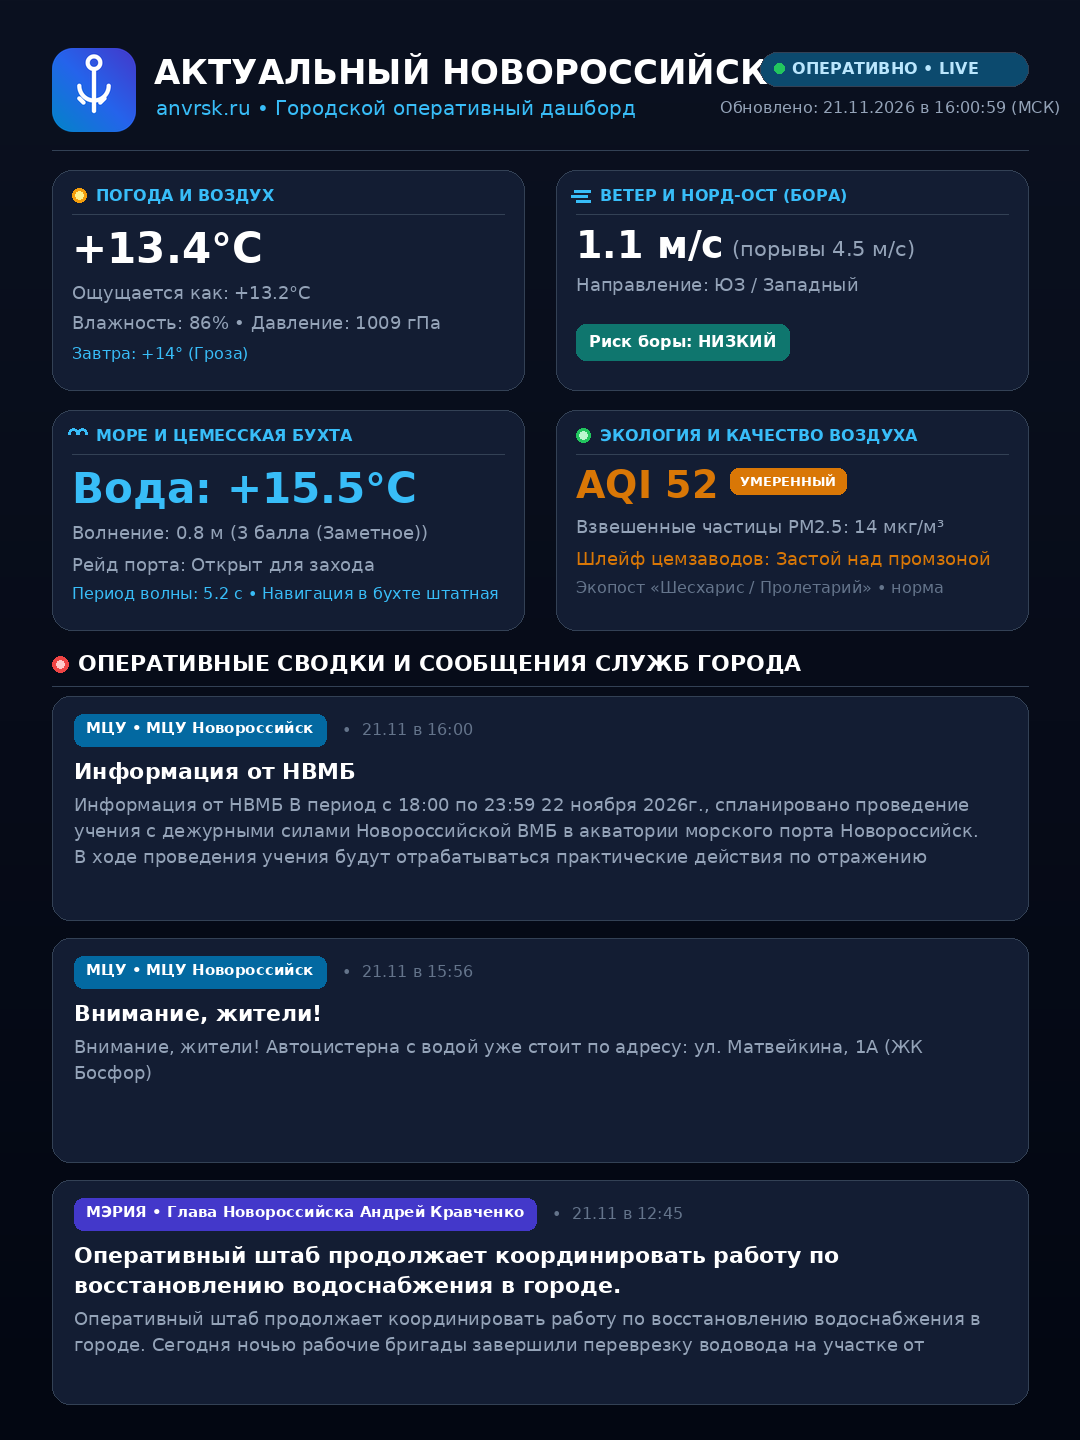 АКТУАЛЬНЫЙ НОВОРОССИЙСК
ОПЕРАТИВНО • LIVE
anvrsk.ru • Городской оперативный дашборд
Обновлено: 21.11.2026 в 16:00:59 (МСК)
ПОГОДА И ВОЗДУХ
+13.4°C
Ощущается как: +13.2°C
Влажность: 86% • Давление: 1009 гПа
Завтра: +14° (Гроза)
ВЕТЕР И НОРД-ОСТ (БОРА)
1.1 м/с (порывы 4.5 м/с)
Направление: ЮЗ / Западный
Риск боры: НИЗКИЙ
МОРЕ И ЦЕМЕССКАЯ БУХТА
Вода: +15.5°C
Волнение: 0.8 м (3 балла (Заметное))
Рейд порта: Открыт для захода
Период волны: 5.2 с • Навигация в бухте штатная
ЭКОЛОГИЯ И КАЧЕСТВО ВОЗДУХА
AQI 52 УМЕРЕННЫЙ
Взвешенные частицы PM2.5: 14 мкг/м³
Шлейф цемзаводов: Застой над промзоной
Экопост «Шесхарис / Пролетарий» • норма
ОПЕРАТИВНЫЕ СВОДКИ И СООБЩЕНИЯ СЛУЖБ ГОРОДА
МЦУ • МЦУ Новороссийск • 21.11 в 16:00
Информация от НВМБ
Информация от НВМБ В период с 18:00 по 23:59 22 ноября 2026г., спланировано проведение
учения с дежурными силами Новороссийской ВМБ в акватории морского порта Новороссийск.
В ходе проведения учения будут отрабатываться практические действия по отражению
МЦУ • МЦУ Новороссийск • 21.11 в 15:56
Внимание, жители!
Внимание, жители! Автоцистерна с водой уже стоит по адресу: ул. Матвейкина, 1А (ЖК
Босфор)
МЭРИЯ • Глава Новороссийска Андрей Кравченко • 21.11 в 12:45
Оперативный штаб продолжает координировать работу по
восстановлению водоснабжения в городе.
Оперативный штаб продолжает координировать работу по восстановлению водоснабжения в
городе. Сегодня ночью рабочие бригады завершили переврезку водовода на участке от